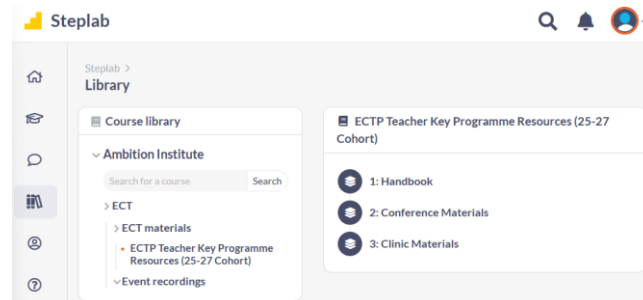 Steplab
Steplab >
Library
Course library
Ambition Institute
Search for a course Search
ECT
ECT materials
ECTP Teacher Key Programme
Resources (25-27 Cohort)
Event recordings
ECTP Teacher Key Programme Resources (25-27
Cohort)
1: Handbook
2: Conference Materials
3: Clinic Materials